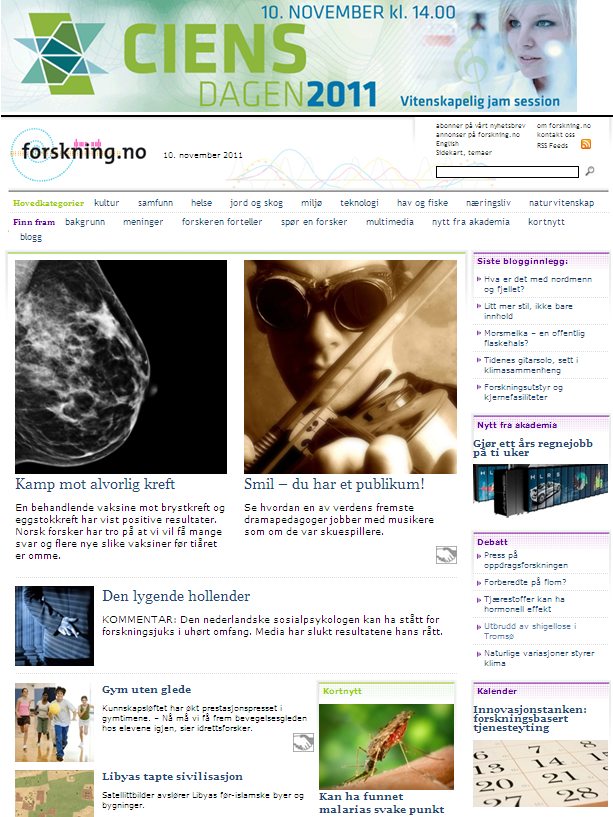 10. NOVEMBER kl. 14.00
CIENS
DAGEN2011
Vitenskapelig jam session
abonner på vårt nyhetsbrev
annonser på forskning.no
English
Sidekart, temaer
om forskning.no
kontakt oss
RSS Feeds
forskning.no
10. november 2011
Hovedkategorier kultur samfunn helse jord og skog miljø teknologi hav og fiske næringsliv naturvitenskap
Finn fram bakgrunn meninger forskeren forteller spør en forsker multimedia nytt fra akademia kortnytt
blogg
Kamp mot alvorlig kreft
En behandlende vaksine mot brystkreft og
eggstokkreft har vist positive resultater.
Norsk forsker har tro på at vi vil få mange
svar og flere nye slike vaksiner før tiåret
er omme.
Smil – du har et publikum!
Se hvordan en av verdens fremste
dramapedagoger jobber med musikere
som om de var skuespillere.
Den lygende hollender
KOMMENTAR: Den nederlandske sosialpsykologen kan ha stått for
forskningsjuks i uhørt omfang. Media har slukt resultatene hans rått.
Gym uten glede
Kunnskapsløftet har økt prestasjonspresset i
gymtimene. – Nå må vi få frem bevegelsesgleden
hos elevene igjen, sier idrettsforsker.
Libyas tapte sivilisasjon
Satellittbilder avslører Libyas før-islamske byer og
bygninger.
Kortnytt
Kan ha funnet
malarias svake punkt
Siste blogginnlegg:
Hva er det med nordmenn
og fjellet?
Litt mer stil, ikke bare
innhold
Morsmelka – en offentlig
flaskehals?
Tidenes gitarsolo, sett i
klimasammenheng
Forskningsutstyr og
kjernefasiliteter
Nytt fra akademia
Gjør ett års regnejobb
på ti uker
HLRS
Debatt
Press på
oppdragsforskningen
Forberedte på flom?
Tjærestoffer kan ha
hormonell effekt
Utbrudd av shigellose i
Tromsø
Naturlige variasjoner styrer
klima
Kalender
Innovasjonstanken:
forskningsbasert
tjenesteyting